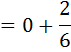 = 0 + 2/6